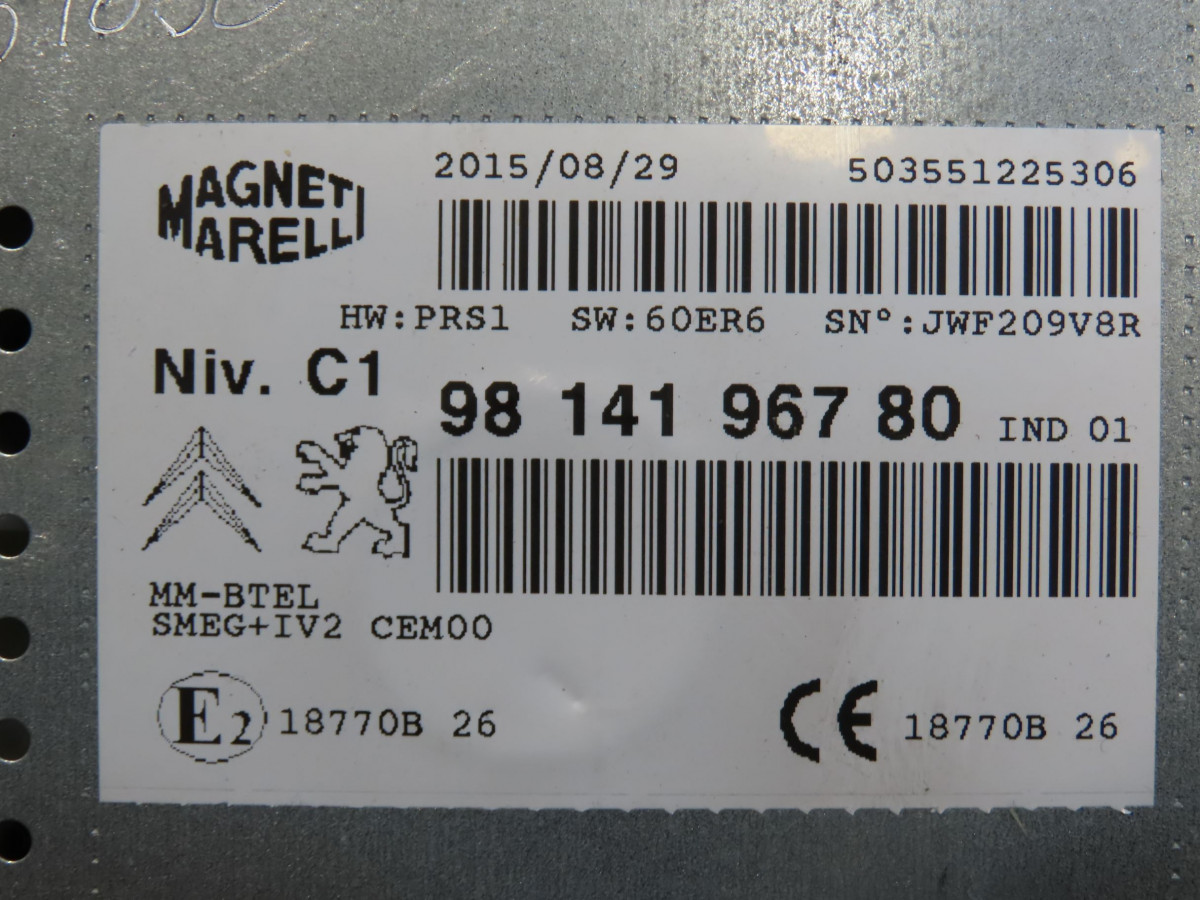 MAGNETI
MARELLI
2015/08/29 503551225306
HW:PRS1 SW:60ER6 SN°:JWF209V8R
Niv. C1
98 141 967 80 IND 01
MM-BTEL
SMEG+IV2 CEM00
E2 18770B 26
CE 18770B 26